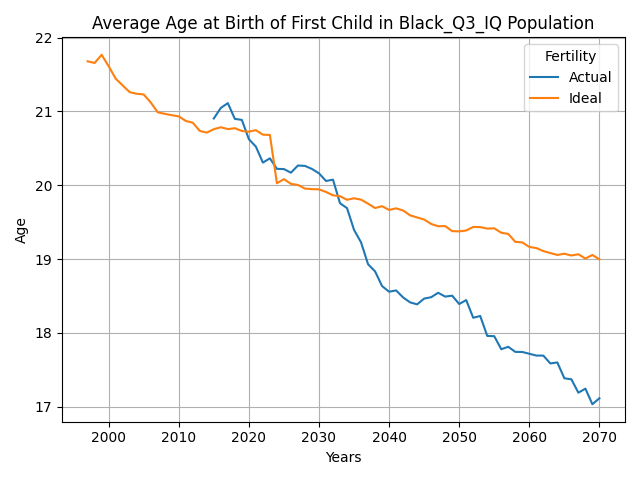 Average Age at Birth of First Child in Black_Q3_IQ Population
Fertility
Actual
Ideal
Age
22
21
20
19
18
17
2000
2010
2020
2030
2040
2050
2060
2070
Years